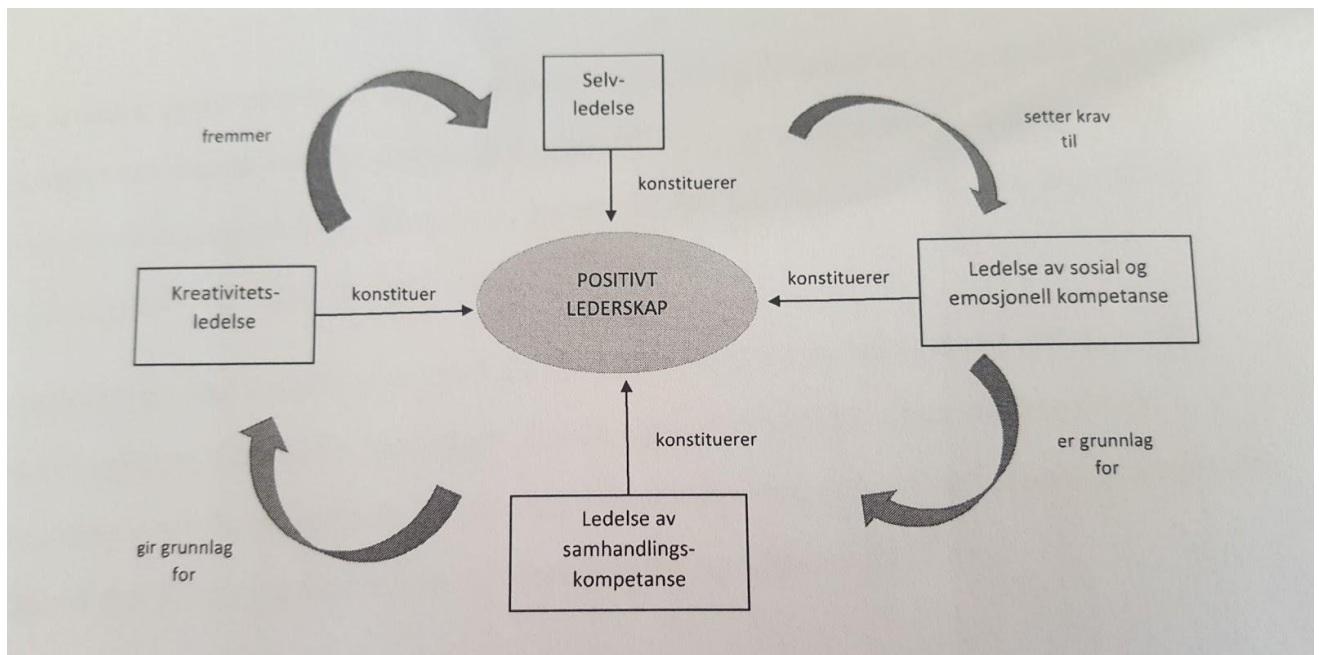 Selv-
ledelse
fremmer
setter krav
til
konstituerer
POSITIVT
LEDERSKAP
Kreativitets-
ledelse
konstituer
konstituerer
Ledelse av sosial og
emosjonell kompetanse
konstituerer
er grunnlag
for
Ledelse av
samhandlings-
kompetanse
gir grunnlag
for